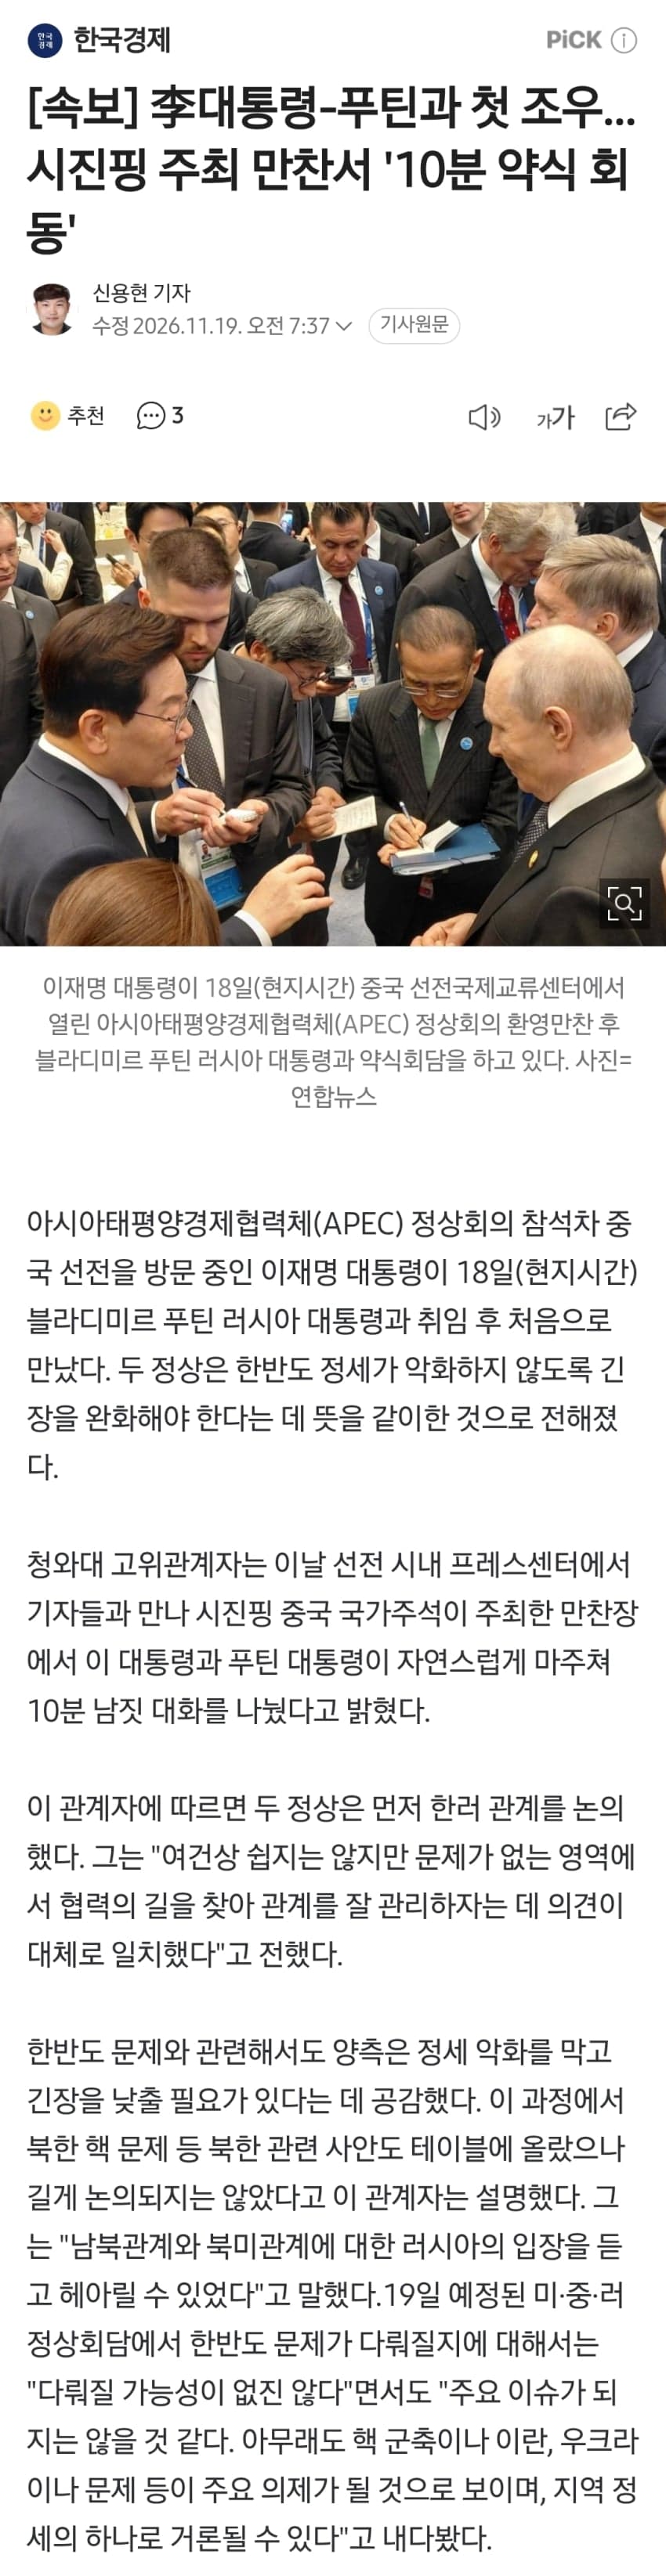 한국경제
한국경제
PiCK
[속보] 李대통령-푸틴과 첫 조우…
시진핑 주최 만찬서 '10분 약식 회
동'
신용현 기자
수정 2026.11.19. 오전 7:37
기사원문
추천
3
가가
이재명 대통령이 18일(현지시간) 중국 선전국제교류센터에서
열린 아시아태평양경제협력체(APEC) 정상회의 환영만찬 후
블라디미르 푸틴 러시아 대통령과 약식회담을 하고 있다. 사진=
연합뉴스
아시아태평양경제협력체(APEC) 정상회의 참석차 중
국 선전을 방문 중인 이재명 대통령이 18일(현지시간)
블라디미르 푸틴 러시아 대통령과 취임 후 처음으로
만났다. 두 정상은 한반도 정세가 악화하지 않도록 긴
장을 완화해야 한다는 데 뜻을 같이한 것으로 전해졌
다.
청와대 고위관계자는 이날 선전 시내 프레스센터에서
기자들과 만나 시진핑 중국 국가주석이 주최한 만찬장
에서 이 대통령과 푸틴 대통령이 자연스럽게 마주쳐
10분 남짓 대화를 나눴다고 밝혔다.
이 관계자에 따르면 두 정상은 먼저 한러 관계를 논의
했다. 그는 "여건상 쉽지는 않지만 문제가 없는 영역에
서 협력의 길을 찾아 관계를 잘 관리하자는 데 의견이
대체로 일치했다"고 전했다.
한반도 문제와 관련해서도 양측은 정세 악화를 막고
긴장을 낮출 필요가 있다는 데 공감했다. 이 과정에서
북한 핵 문제 등 북한 관련 사안도 테이블에 올랐으나
길게 논의되지는 않았다고 이 관계자는 설명했다. 그
는 "남북관계와 북미관계에 대한 러시아의 입장을 듣
고 헤아릴 수 있었다"고 말했다.19일 예정된 미·중·러
정상회담에서 한반도 문제가 다뤄질지에 대해서는
"다뤄질 가능성이 없진 않다"면서도 "주요 이슈가 되
지는 않을 것 같다. 아무래도 핵 군축이나 이란, 우크라
이나 문제 등이 주요 의제가 될 것으로 보이며, 지역 정
세의 하나로 거론될 수 있다"고 내다봤다.